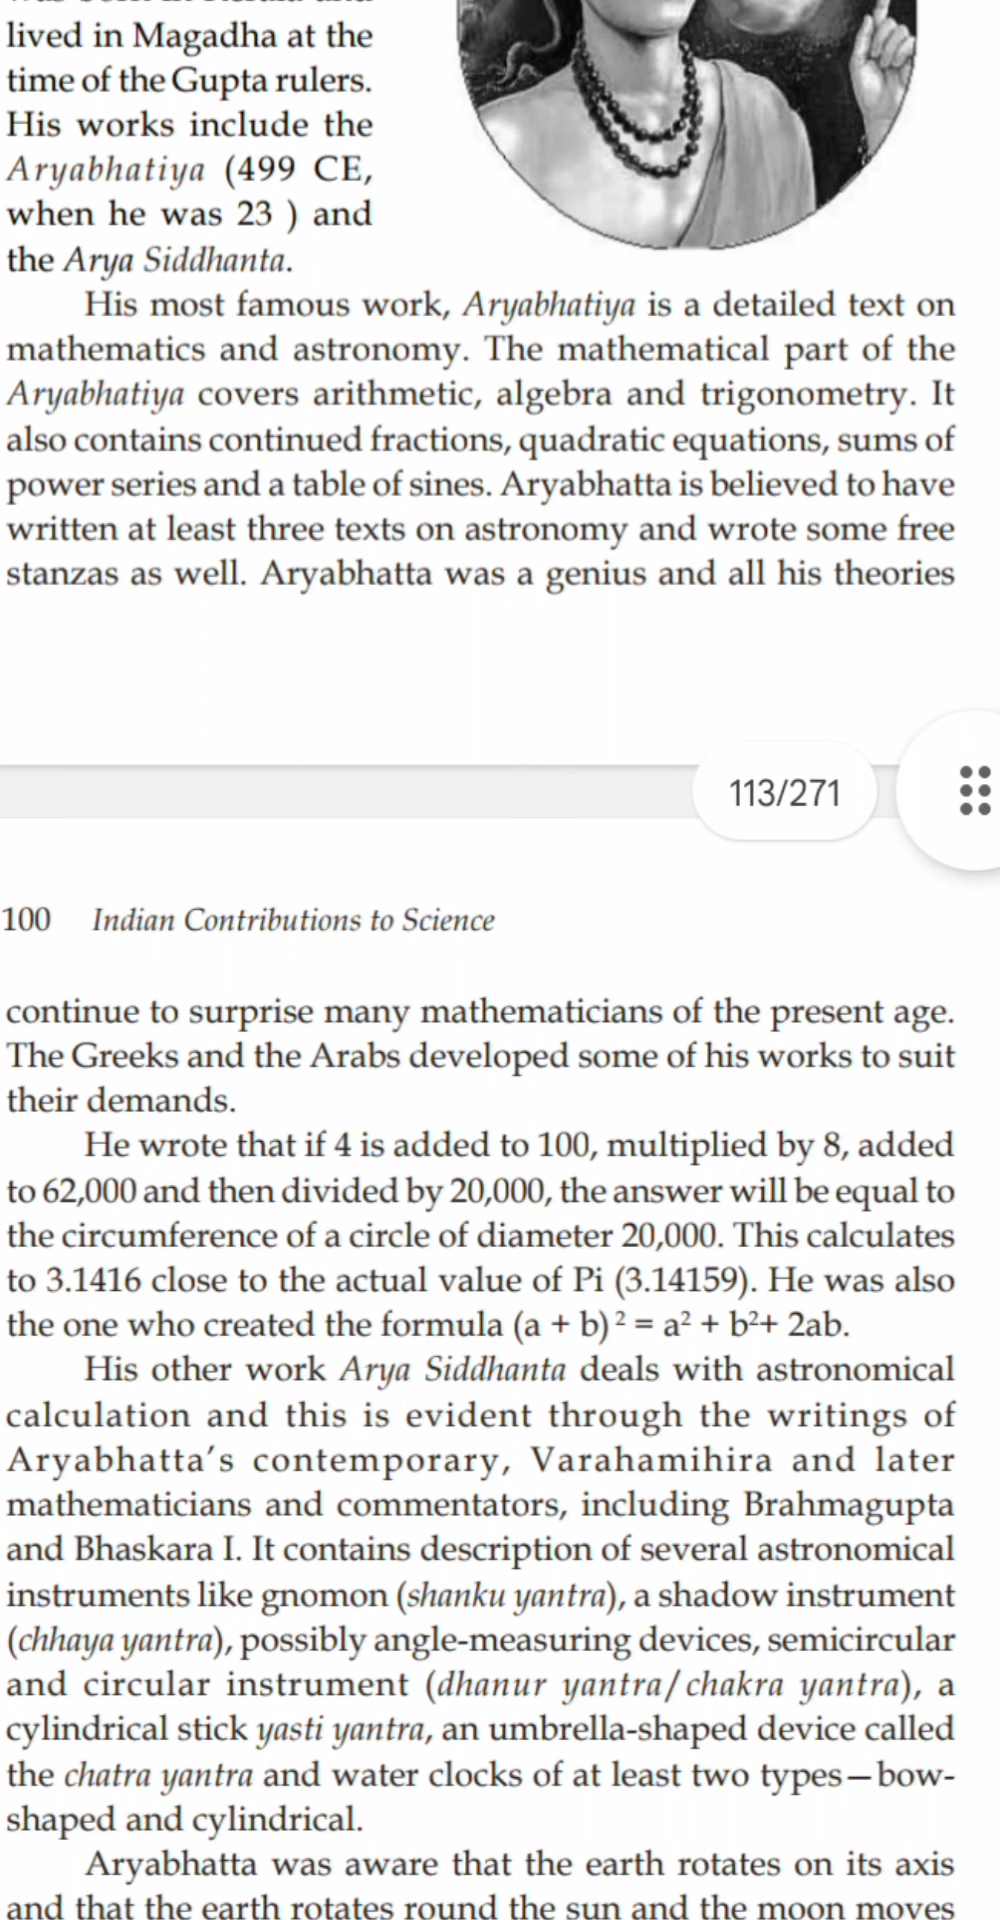 lived in Magadha at the
time of the Gupta rulers.
His works include the
Aryabhatiya (499 CE,
when he was 23 ) and
the Arya Siddhanta.
His most famous work, Aryabhatiya is a detailed text on
mathematics and astronomy. The mathematical part of the
Aryabhatiya covers arithmetic, algebra and trigonometry. It
also contains continued fractions, quadratic equations, sums of
power series and a table of sines. Aryabhatta is believed to have
written at least three texts on astronomy and wrote some free
stanzas as well. Aryabhatta was a genius and all his theories
113/271
100 Indian Contributions to Science
continue to surprise many mathematicians of the present age.
The Greeks and the Arabs developed some of his works to suit
their demands.
He wrote that if 4 is added to 100, multiplied by 8, added
to 62,000 and then divided by 20,000, the answer will be equal to
the circumference of a circle of diameter 20,000. This calculates
to 3.1416 close to the actual value of Pi (3.14159). He was also
the one who created the formula (a + b) ² = a² + b²+ 2ab.
His other work Arya Siddhanta deals with astronomical
calculation and this is evident through the writings of
Aryabhatta's contemporary, Varahamihira and later
mathematicians and commentators, including Brahmagupta
and Bhaskara I. It contains description of several astronomical
instruments like gnomon (shanku yantra), a shadow instrument
(chhaya yantra), possibly angle-measuring devices, semicircular
and circular instrument (dhanur yantra/chakra yantra), a
cylindrical stick yasti yantra, an umbrella-shaped device called
the chatra yantra and water clocks of at least two types—bow-
shaped and cylindrical.
Aryabhatta was aware that the earth rotates on its axis
and that the earth rotates round the sun and the moon moves